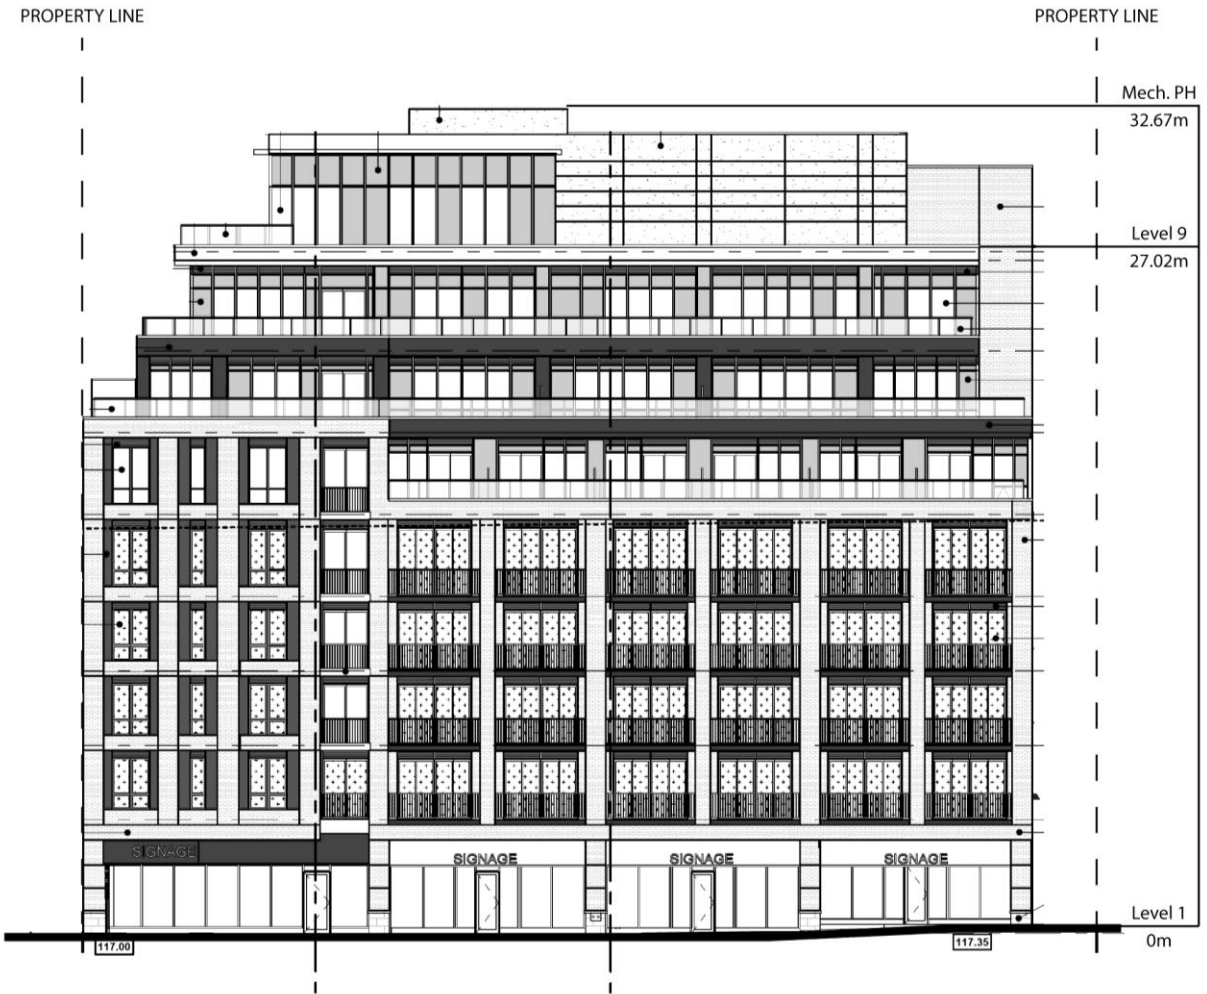 PROPERTY LINE
PROPERTY LINE
Mech. PH
32.67m
Level 9
27.02m
SIGNAGE
SIGNAGE
SIGNAGE
SIGNAGE
Level 1
0m
117.00
117.35